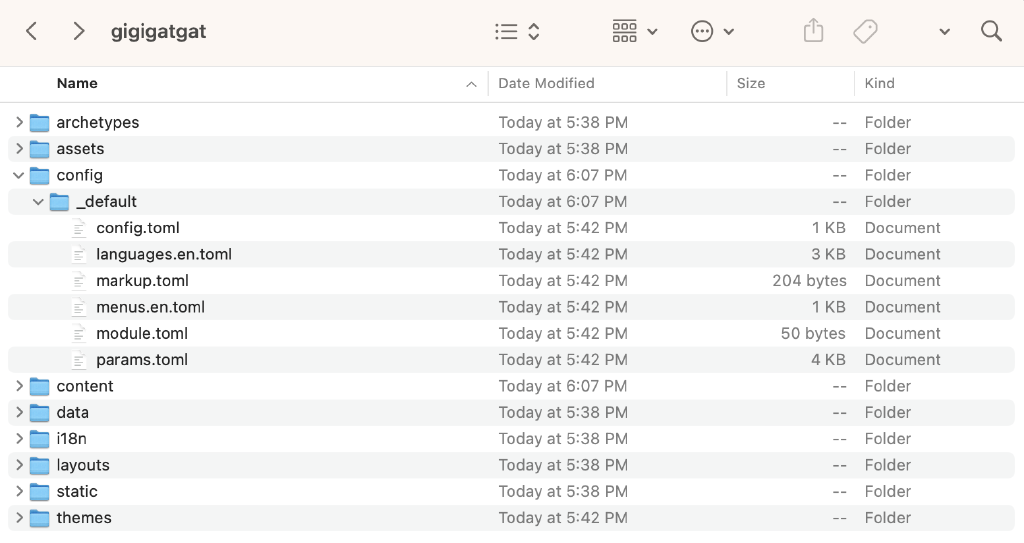 gigigatgat
Name Date Modified Size Kind
archetypes Today at 5:38 PM -- Folder
assets Today at 5:38 PM -- Folder
config Today at 6:07 PM -- Folder
_default Today at 6:07 PM -- Folder
config.toml Today at 5:42 PM 1 KB Document
languages.en.toml Today at 5:42 PM 3 KB Document
markup.toml Today at 5:42 PM 204 bytes Document
menus.en.toml Today at 5:42 PM 1 KB Document
module.toml Today at 5:42 PM 50 bytes Document
params.toml Today at 5:42 PM 4 KB Document
content Today at 6:07 PM -- Folder
data Today at 5:38 PM -- Folder
i18n Today at 5:38 PM -- Folder
layouts Today at 5:38 PM -- Folder
static Today at 5:38 PM -- Folder
themes Today at 5:42 PM -- Folder